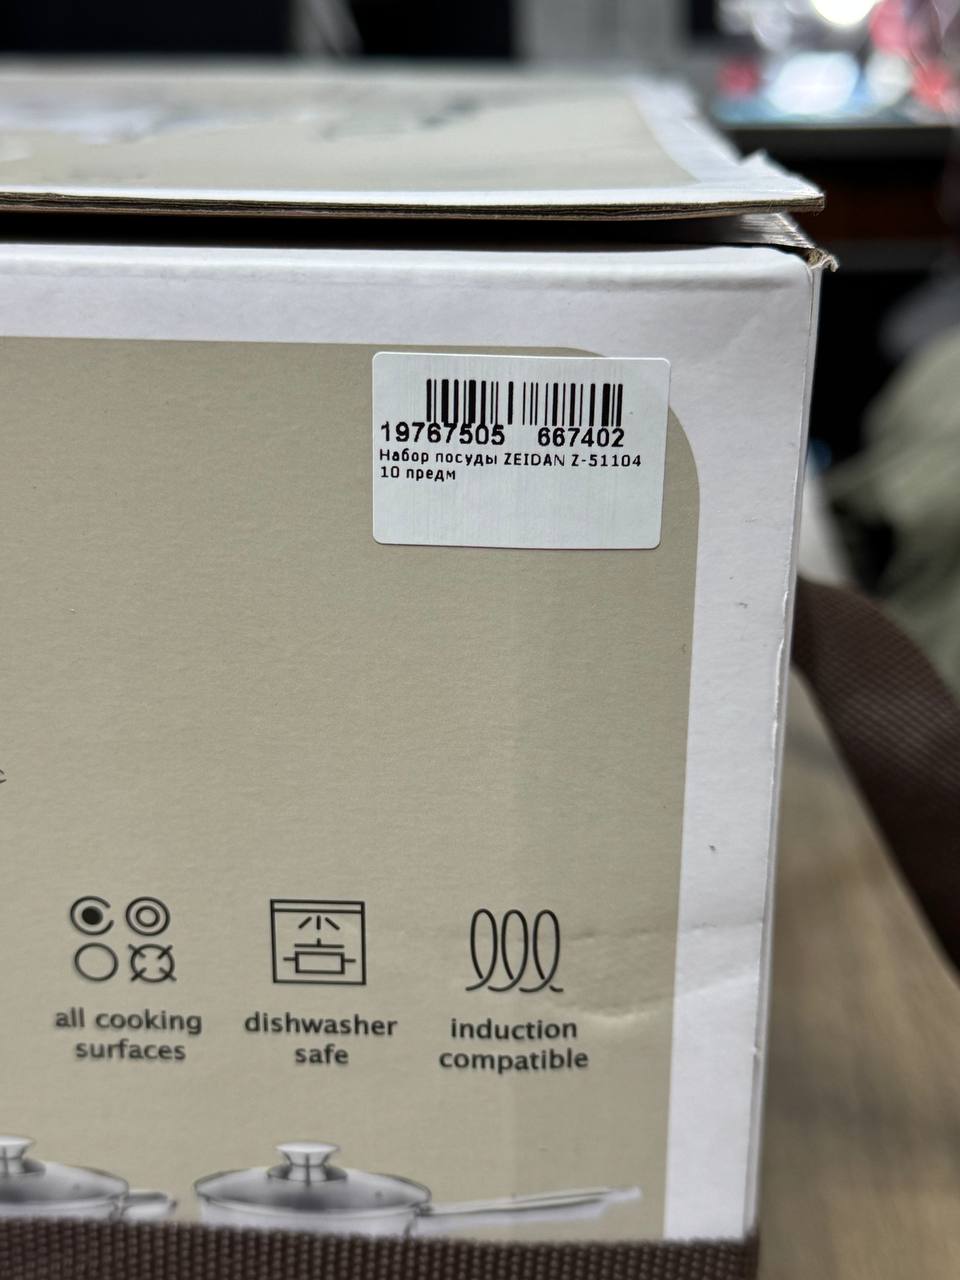 19767505 667402
Набор посуды ZEIDAN Z-51104
10 предм
all cooking
surfaces
dishwasher
safe
induction
compatible